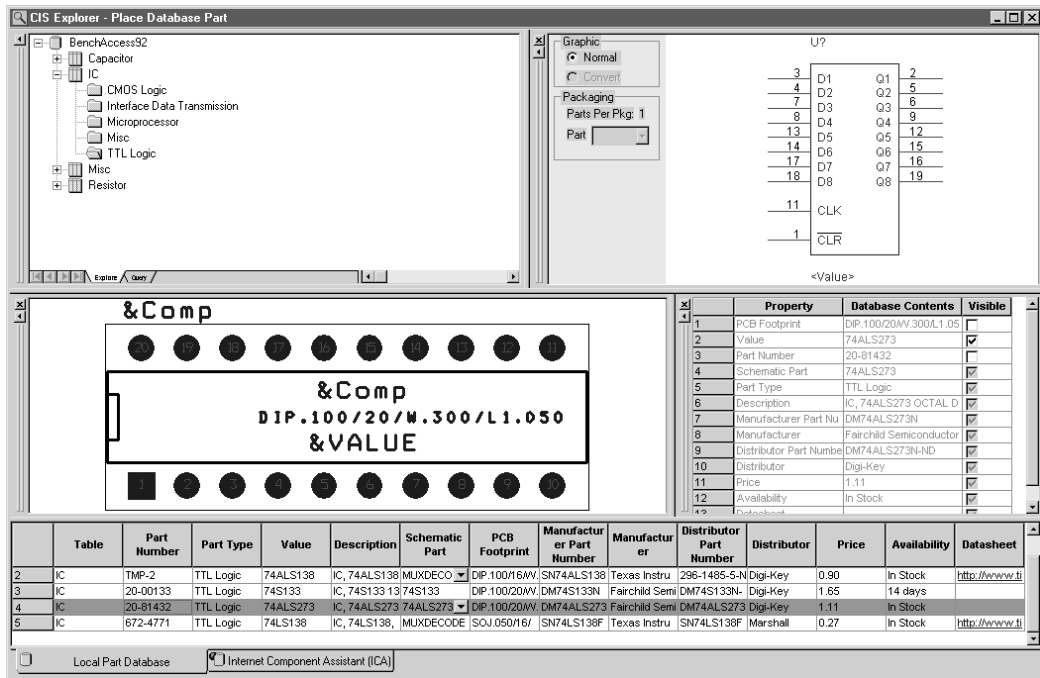 CIS Explorer - Place Database Part
BenchAccess92
Capacitor
IC
CMOS Logic
Interface Data Transmission
Microprocessor
Misc
TTL Logic
Misc
Resistor
Explore Query
Graphic
Normal
Convert
Packaging
Parts Per Pkg: 1
Part
U?
3 D1 Q1 2
4 D2 Q2 5
7 D3 Q3 6
8 D4 Q4 9
13 D5 Q5 12
14 D6 Q6 15
17 D7 Q7 16
18 D8 Q8 19
11 CLK
1 CLR
<Value>
&Comp
20 19 18 17 16 15 14 13 12 11
&Comp
DIP.100/20/W.300/L1.050
&VALUE
1 2 3 4 5 6 7 8 9 10
Property Database Contents Visible
1 PCB Footprint DIP.100/20/W.300/L1.05
2 Value 74ALS273
3 Part Number 20-81432
4 Schematic Part 74ALS273
5 Part Type TTL Logic
6 Description IC, 74ALS273 OCTAL D
7 Manufacturer Part Nu DM74ALS273N
8 Manufacturer Fairchild Semiconductor
9 Distributor Part Numbe DM74ALS273N-ND
10 Distributor Digi-Key
11 Price 1.11
12 Availability In Stock
13 Datasheet
Table Part Number Part Type Value Description Schematic Part PCB Footprint Manufacturer Part Number Manufacturer Distributor Part Number Distributor Price Availability Datasheet
2 IC TMP-2 TTL Logic 74ALS138 IC, 74ALS138 MUXDECO DIP.100/16/W. SN74ALS138 Texas Instru 296-1485-5-N Digi-Key 0.90 In Stock http://www.ti
3 IC 20-00133 TTL Logic 74S133 IC, 74S133 13 74S133 DIP.100/20/W. DM74S133N Fairchild Semi DM74S133N- Digi-Key 1.65 14 days
4 IC 20-81432 TTL Logic 74ALS273 IC, 74ALS273 74ALS273 DIP.100/20/W. DM74ALS273 Fairchild Semi DM74ALS273 Digi-Key 1.11 In Stock
5 IC 672-4771 TTL Logic 74LS138 IC, 74LS138, MUXDECODE SOJ.050/16/ SN74LS138F Texas Instru SN74LS138F Marshall 0.27 In Stock http://www.ti
Local Part Database Internet Component Assistant (ICA)